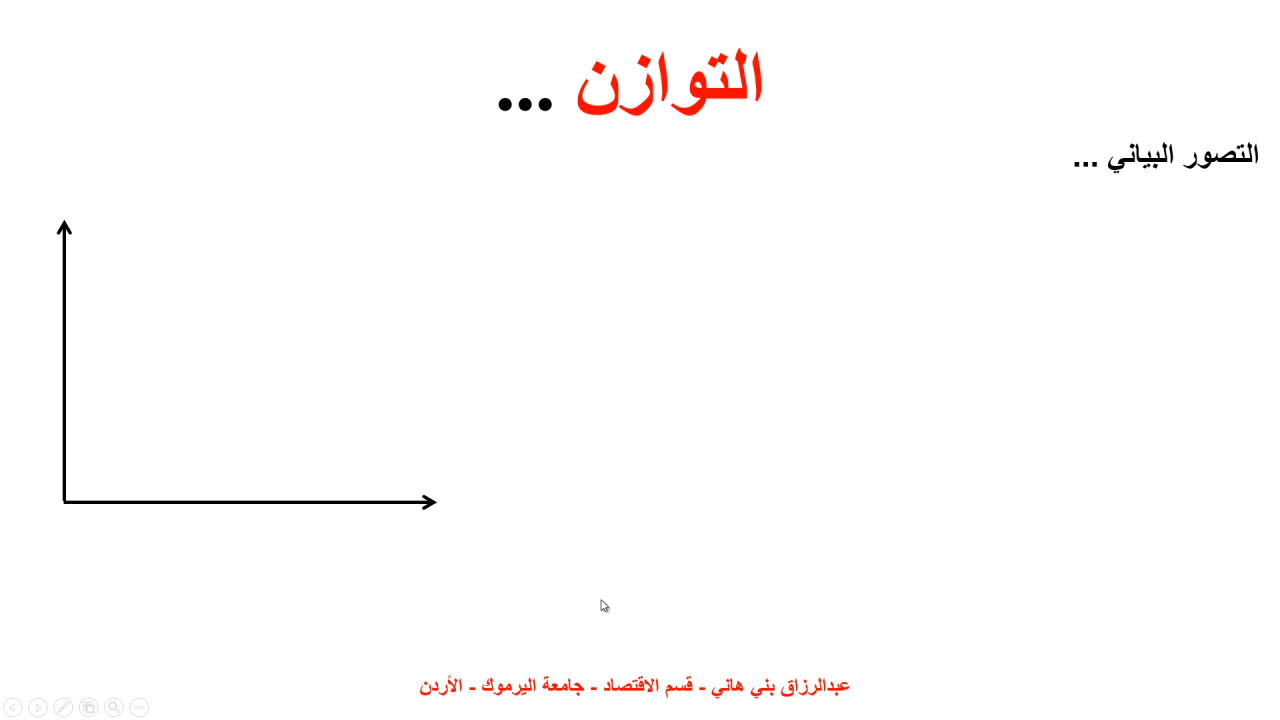 التوازن ...
التصور البياني ...
عبدالرزاق بني هاني - قسم الاقتصاد - جامعة اليرموك - الأردن